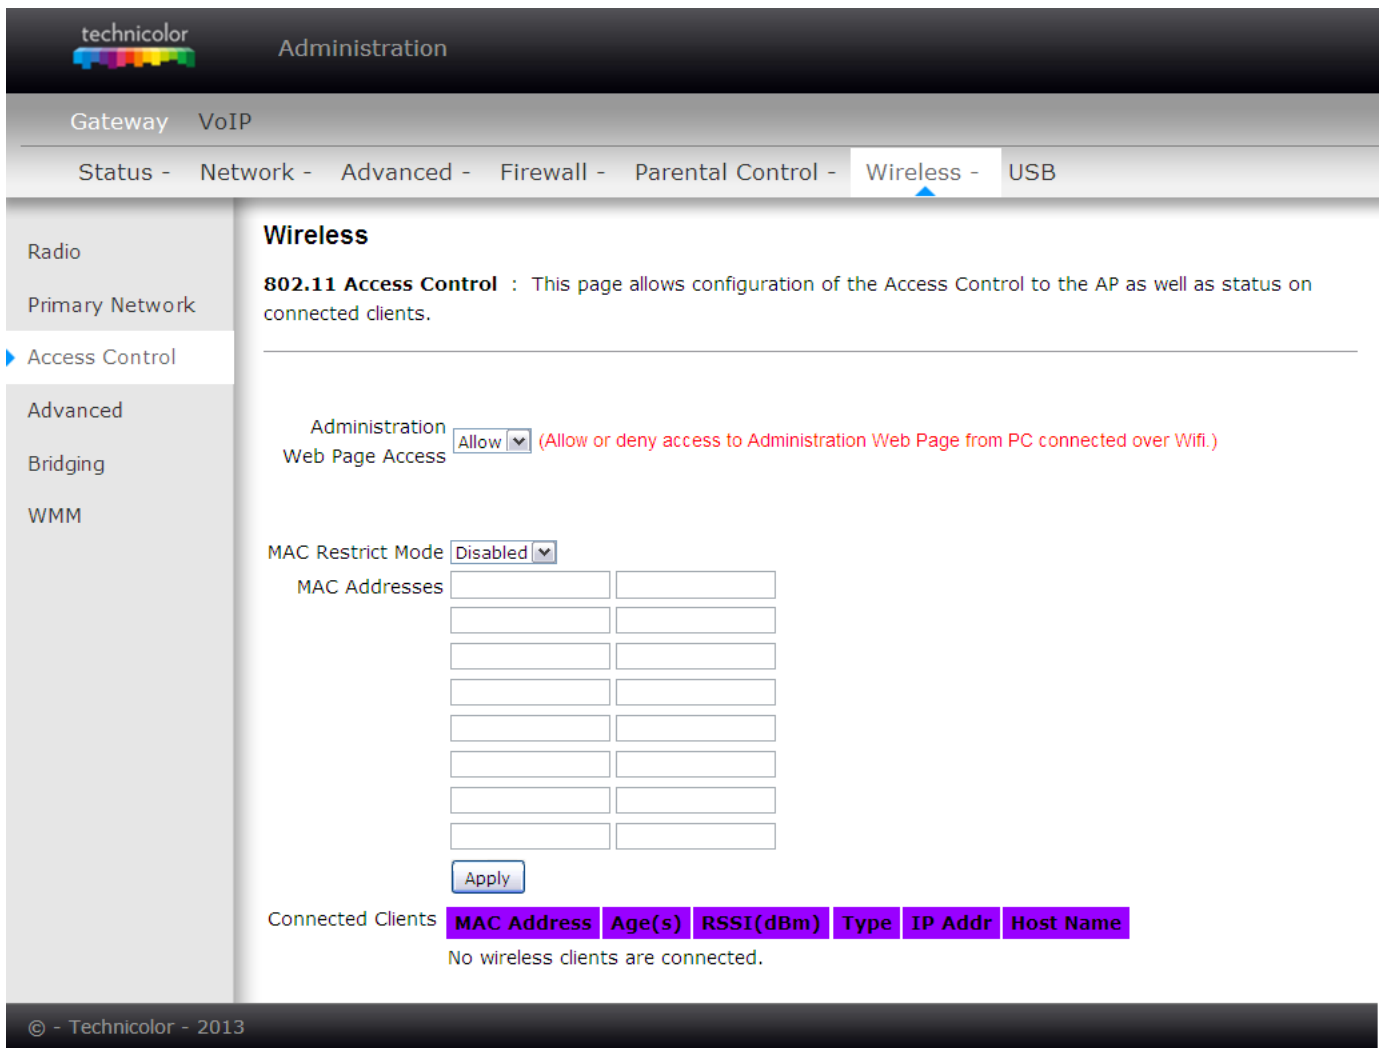 technicolor
Administration
Gateway VoIP
Status - Network - Advanced - Firewall - Parental Control - Wireless - USB
Radio
Primary Network
Access Control
Advanced
Bridging
WMM
Wireless
802.11 Access Control : This page allows configuration of the Access Control to the AP as well as status on
connected clients.
Administration
Web Page Access Allow (Allow or deny access to Administration Web Page from PC connected over Wifi.)
MAC Restrict Mode Disabled
MAC Addresses
Apply
Connected Clients MAC Address Age(s) RSSI(dBm) Type IP Addr Host Name
No wireless clients are connected.
© - Technicolor - 2013